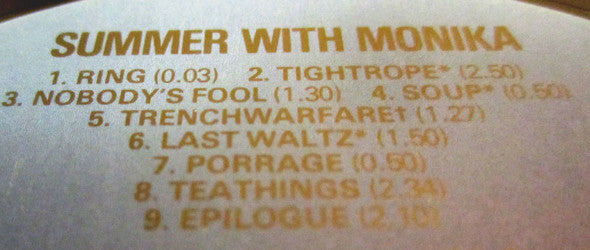 SUMMER WITH MONIKA
1. RING (0.03) 2. TIGHTROPE* (2.50)
3. NOBODY'S FOOL (1.30) 4. SOUP* (0.50)
5. TRENCHWARFARE† (1.27)
6. LAST WALTZ* (1.50)
7. PORRAGE (0.50)
8. TEATHINGS (2.34)
9. EPILOGUE (2.10)